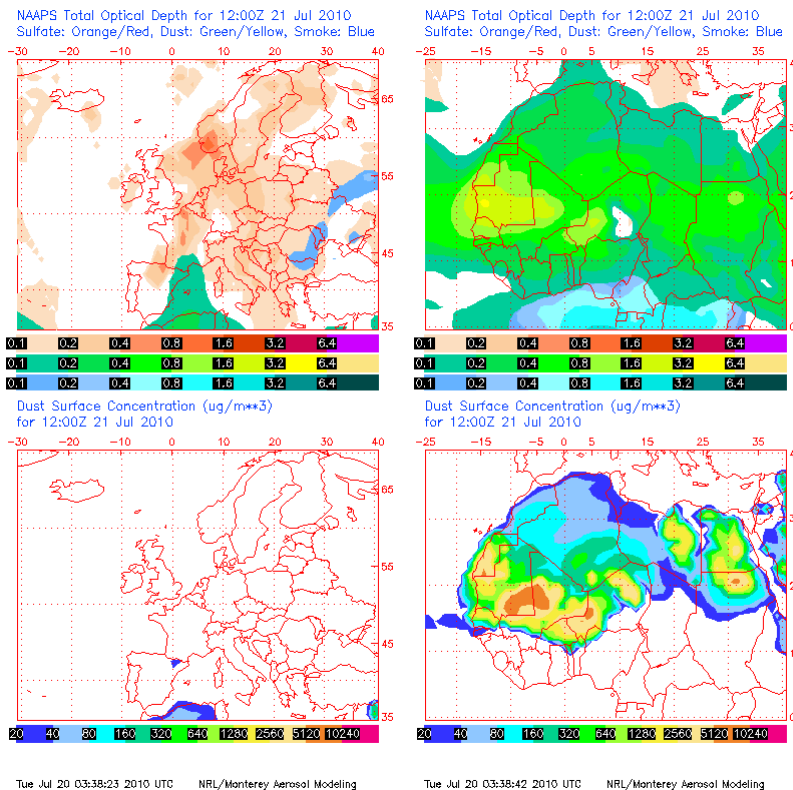 NAAPS Total Optical Depth for 12:00Z 21 Jul 2010
Sulfate: Orange/Red, Dust: Green/Yellow, Smoke: Blue
-30 -20 -10 0 10 20 30 40
65
55
45
35
0.1 0.2 0.4 0.8 1.6 3.2 6.4
0.1 0.2 0.4 0.8 1.6 3.2 6.4
0.1 0.2 0.4 0.8 1.6 3.2 6.4
NAAPS Total Optical Depth for 12:00Z 21 Jul 2010
Sulfate: Orange/Red, Dust: Green/Yellow, Smoke: Blue
-25 -15 -5 5 15 25 35
0.1 0.2 0.4 0.8 1.6 3.2 6.4
0.1 0.2 0.4 0.8 1.6 3.2 6.4
0.1 0.2 0.4 0.8 1.6 3.2 6.4
Dust Surface Concentration (ug/m**3)
for 12:00Z 21 Jul 2010
-30 -20 -10 0 10 20 30 40
65
55
45
35
20 40 80 160 320 640 1280 2560 5120 10240
Tue Jul 20 03:38:23 2010 UTC NRL/Monterey Aerosol Modeling
Dust Surface Concentration (ug/m**3)
for 12:00Z 21 Jul 2010
-25 -15 -5 5 15 25 35
20 40 80 160 320 640 1280 2560 5120 10240
Tue Jul 20 03:38:42 2010 UTC NRL/Monterey Aerosol Modeling